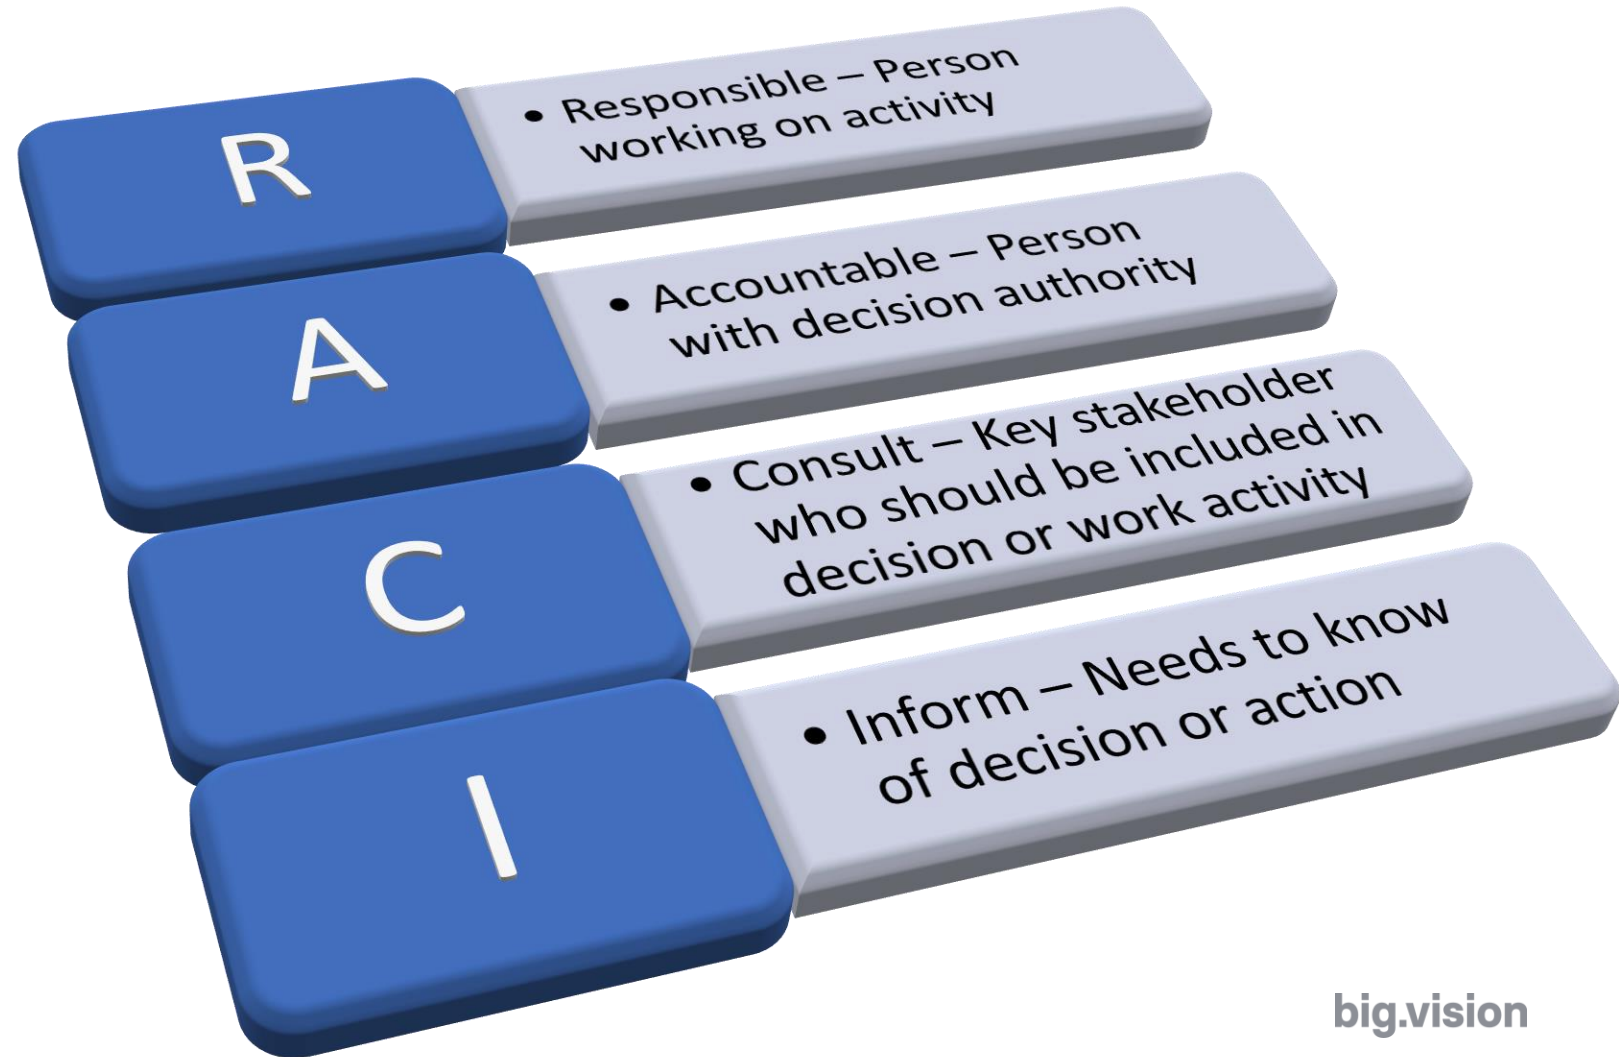 R
• Responsible – Person
working on activity
A
• Accountable – Person
with decision authority
C
• Consult – Key stakeholder
who should be included in
decision or work activity
I
• Inform – Needs to know
of decision or action
big.vision